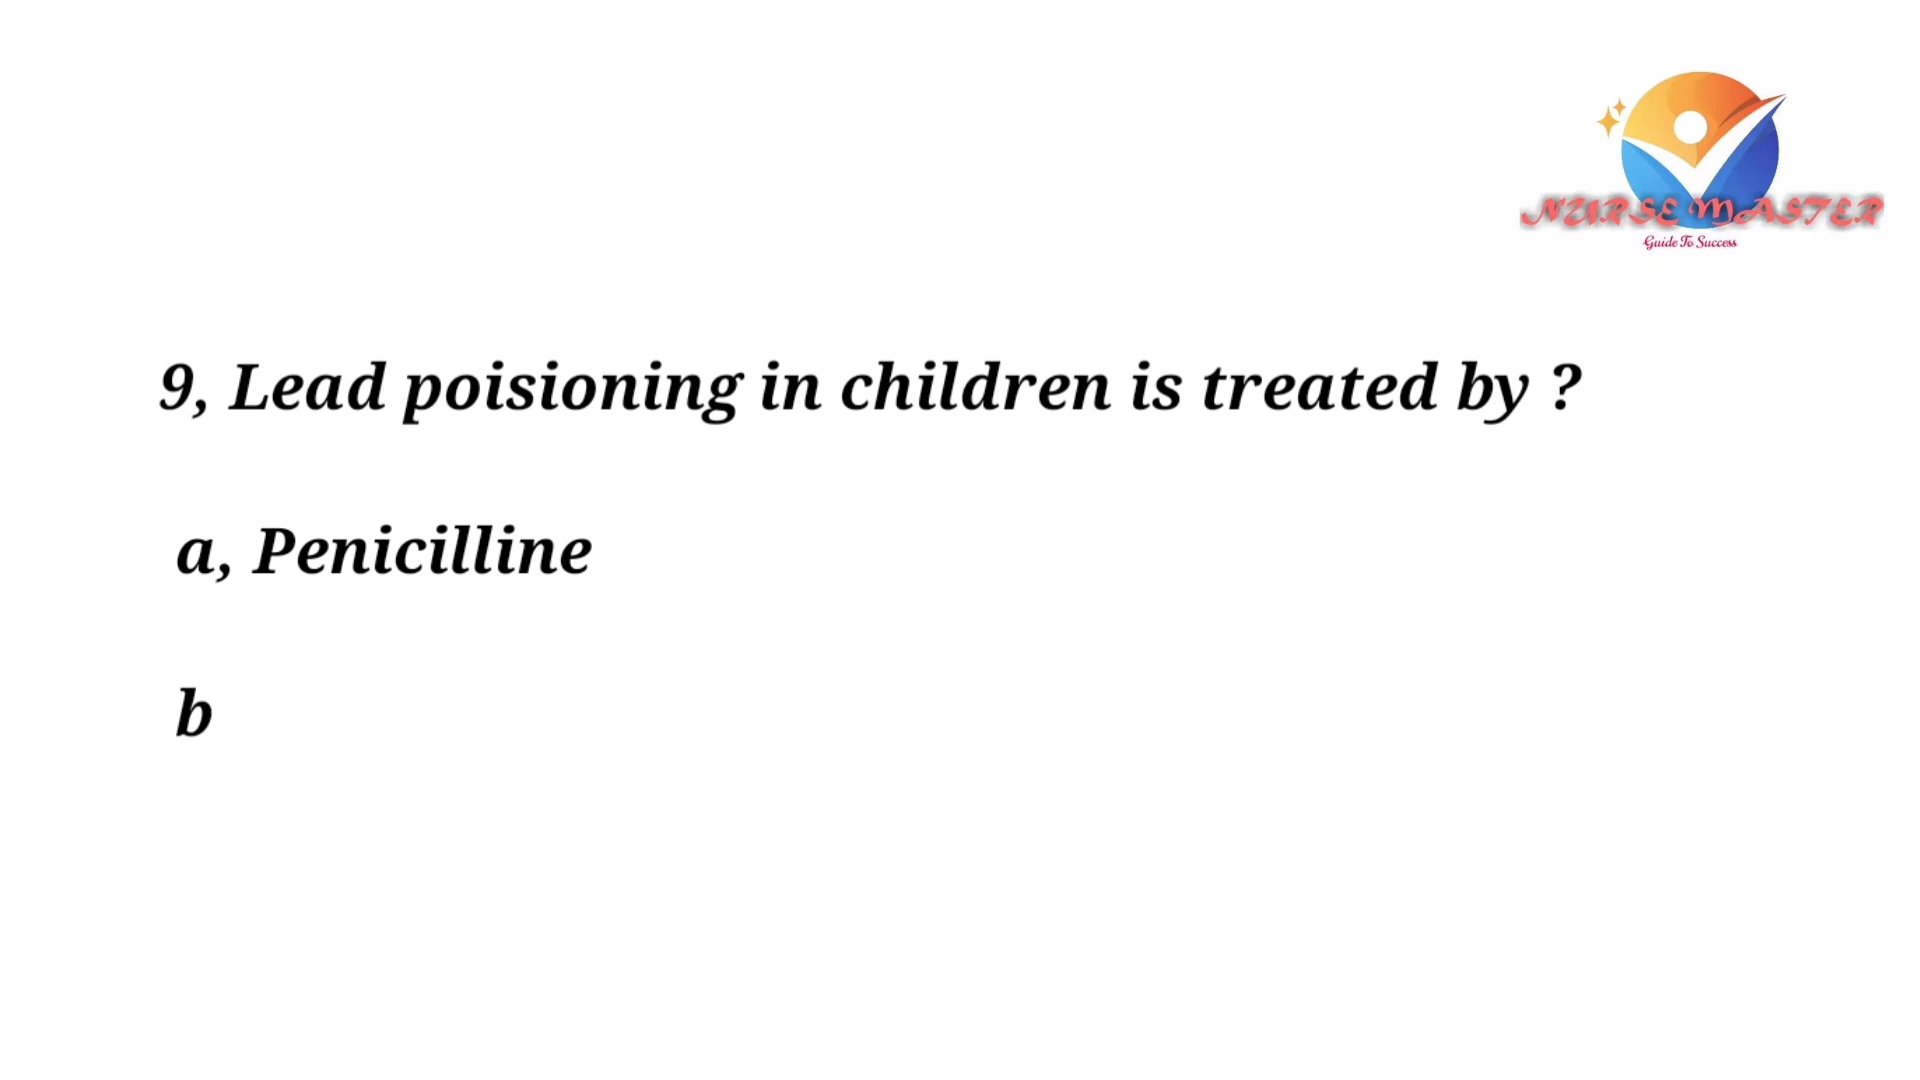 NURSE MASTER
Guide To Success
9, Lead poisioning in children is treated by ?
a, Penicilline
b